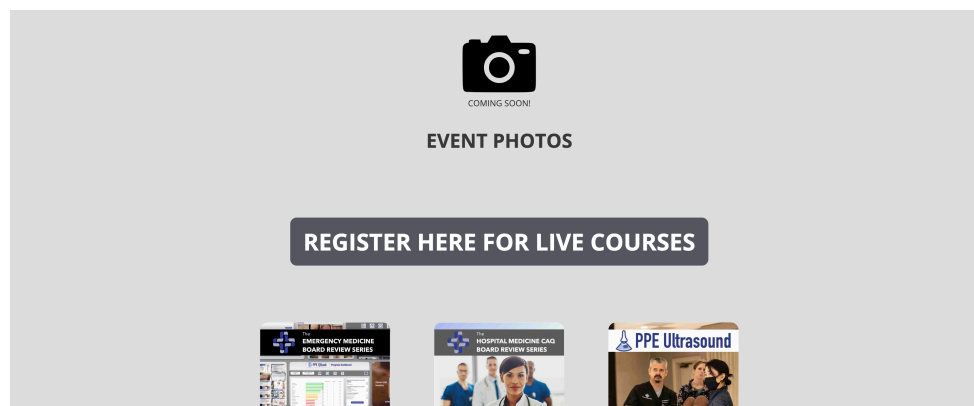 COMING SOON!
EVENT PHOTOS
REGISTER HERE FOR LIVE COURSES
The
EMERGENCY MEDICINE
BOARD REVIEW SERIES
The
HOSPITAL MEDICINE CAQ
BOARD REVIEW SERIES
PPE Ultrasound